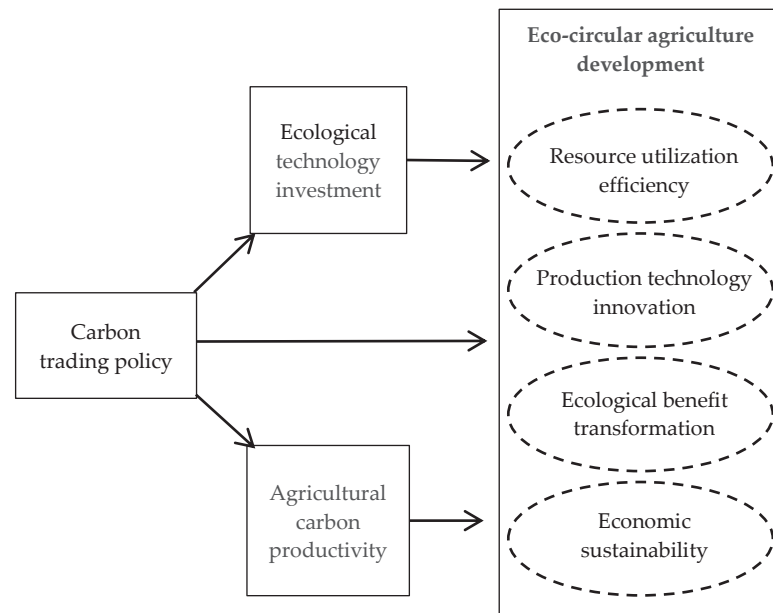 Eco-circular agriculture
development
Ecological
technology
investment
Resource utilization
efficiency
Production technology
innovation
Carbon
trading policy
Ecological benefit
transformation
Agricultural
carbon
productivity
Economic
sustainability